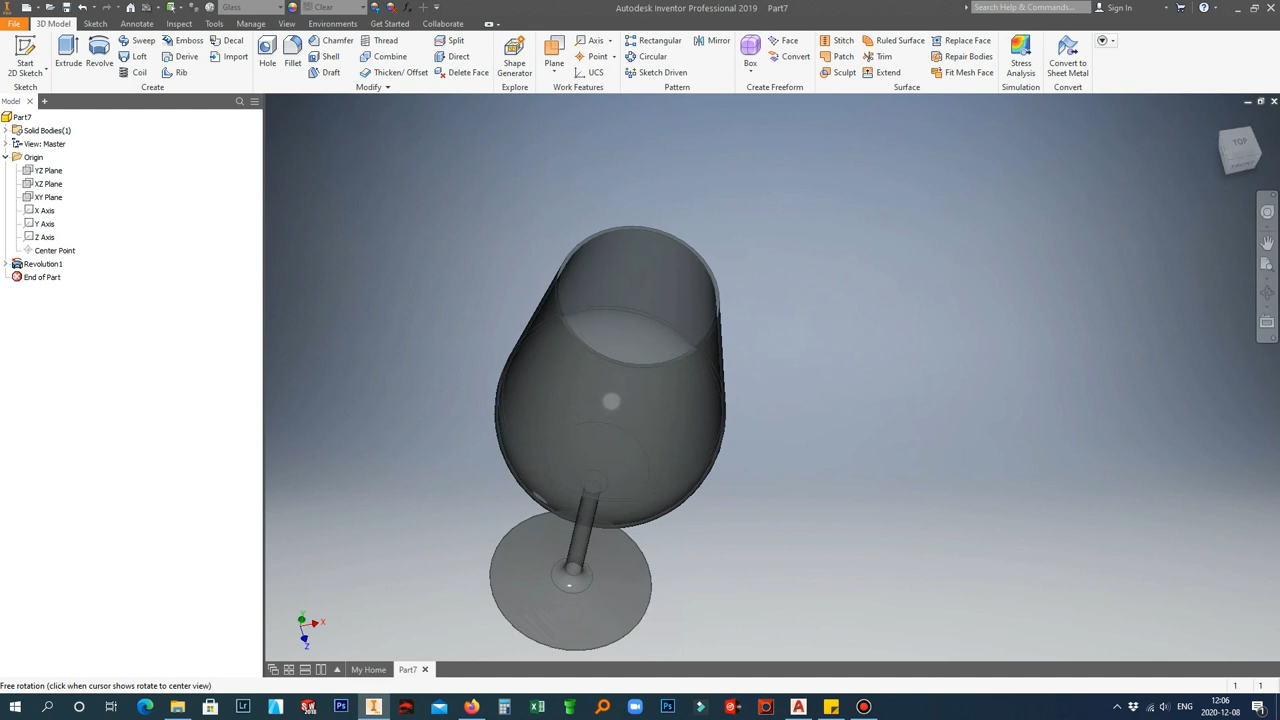 Glass
Clear
Autodesk Inventor Professional 2019   Part7
Search Help & Commands...
Sign In
File
3D Model
Sketch
Annotate
Inspect
Tools
Manage
View
Environments
Get Started
Collaborate
Start
2D Sketch
Extrude
Revolve
Sweep
Loft
Coil
Emboss
Derive
Rib
Decal
Import
Hole
Fillet
Chamfer
Shell
Draft
Thread
Combine
Thicken/ Offset
Split
Direct
Delete Face
Shape
Generator
Plane
Axis
Point
UCS
Rectangular
Circular
Sketch Driven
Mirror
Box
Face
Convert
Stitch
Patch
Sculpt
Ruled Surface
Trim
Extend
Replace Face
Repair Bodies
Fit Mesh Face
Stress
Analysis
Convert to
Sheet Metal
Sketch
Create
Modify
Explore
Work Features
Pattern
Create Freeform
Surface
Simulation
Convert
Model
Part7
Solid Bodies(1)
View: Master
Origin
YZ Plane
XZ Plane
XY Plane
X Axis
Y Axis
Z Axis
Center Point
Revolution1
End of Part
TOP
Y
X
Z
My Home
Part7
Free rotation (click when cursor shows rotate to center view)
1
1
ENG
12:06
2020-12-08